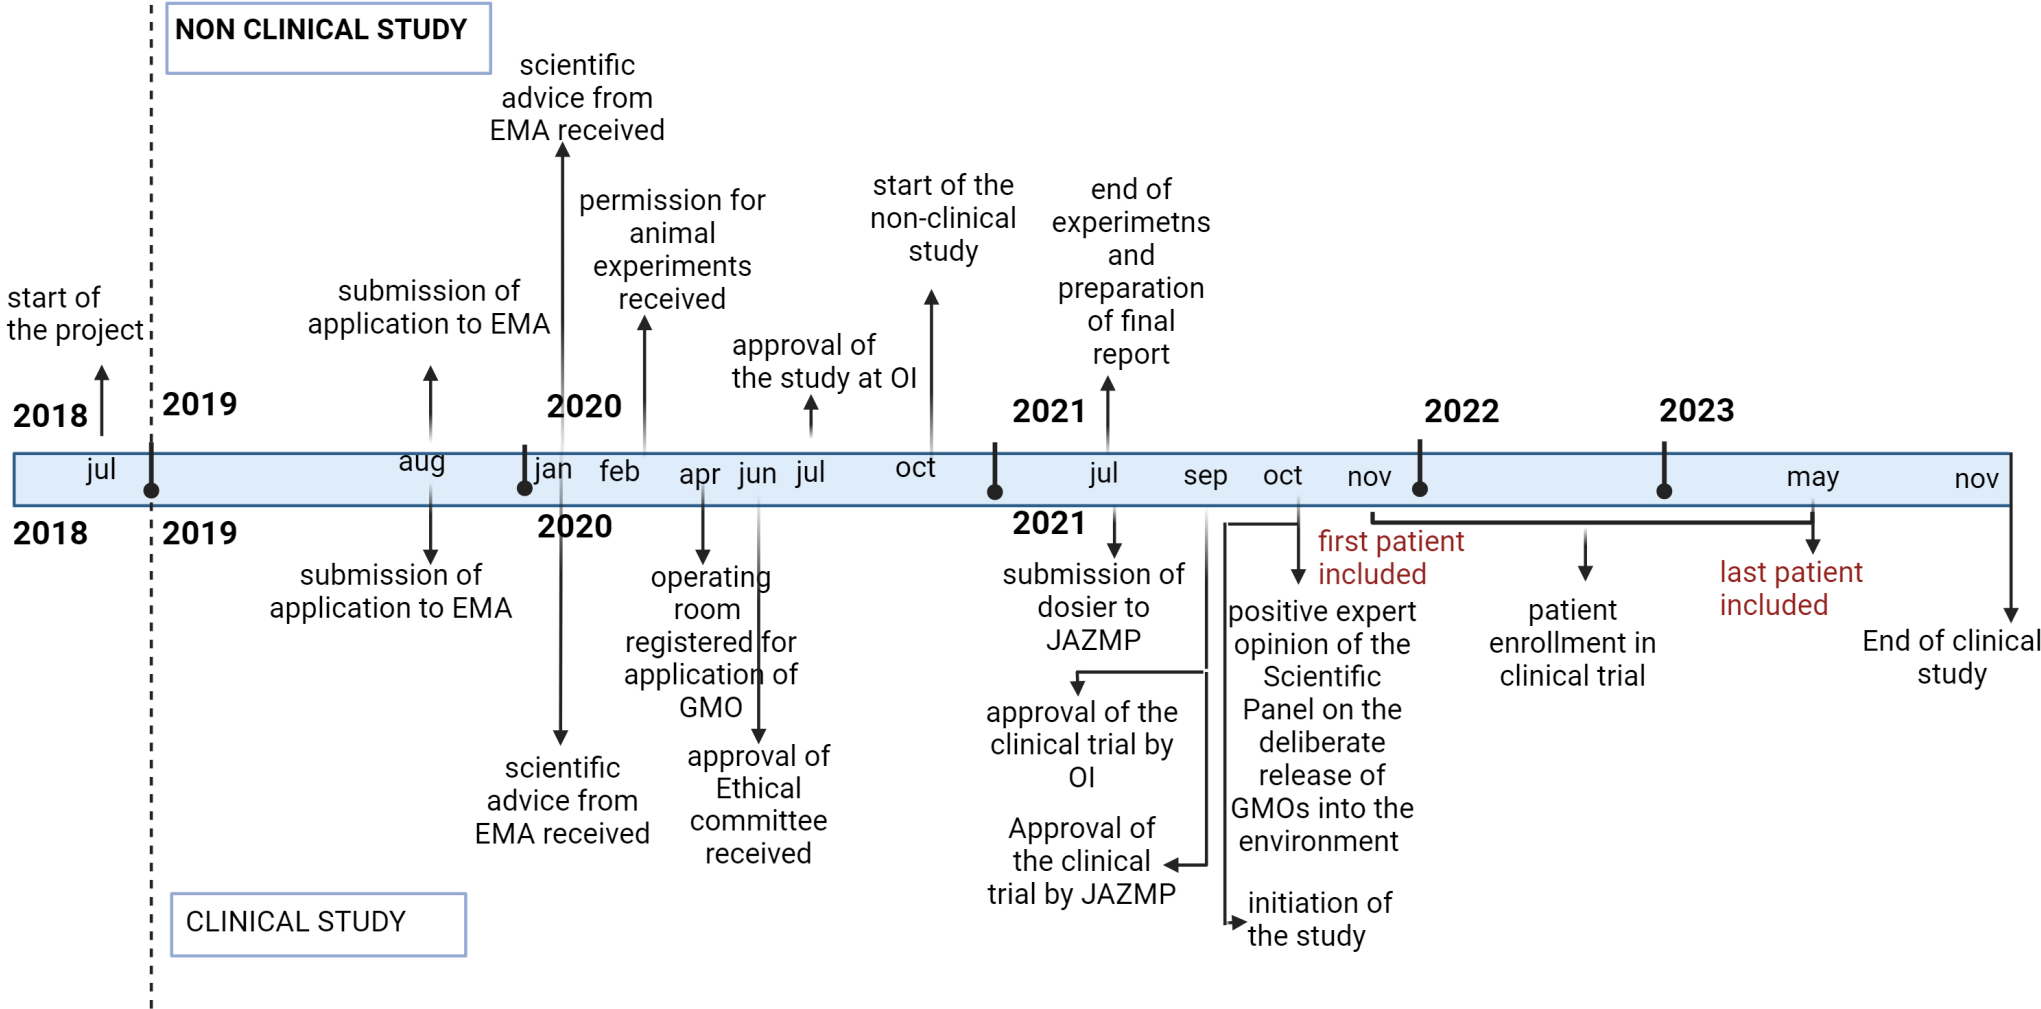 NON CLINICAL STUDY
scientific
advice from
EMA received
permission for
animal
experiments
received
start of the
non-clinical
study
end of
experimetns
and
preparation
of final
report
start of
the project
submission of
application to EMA
approval of
the study at OI
2018
2019
2020
2021
2022
2023
jul
aug
jan
feb
apr
jun
jul
oct
jul
sep
oct
nov
may
nov
2018
2019
2020
2021
submission of
application to EMA
operating
room
registered for
application of
GMO
scientific
advice from
EMA received
approval of
Ethical
committee
received
submission of
dosier to
JAZMP
approval of the
clinical trial by
OI
Approval of
the clinical
trial by JAZMP
first patient
included
positive expert
opinion of the
Scientific
Panel on the
deliberate
release of
GMOs into the
environment
initiation of
the study
patient
enrollment in
clinical trial
last patient
included
End of clinical
study
CLINICAL STUDY